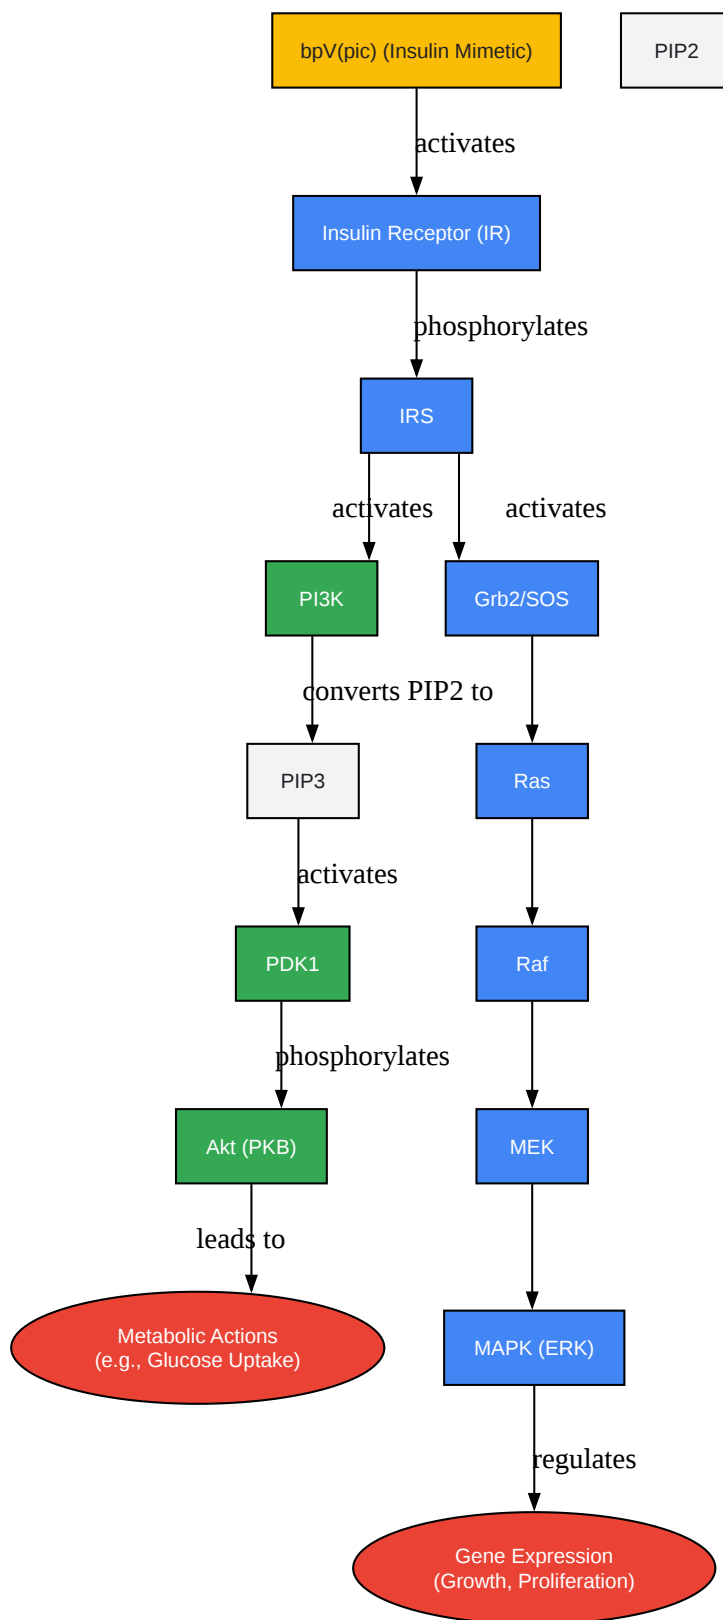 bpV(pic) (Insulin Mimetic)
PIP2
activates
Insulin Receptor (IR)
phosphorylates
IRS
activates
activates
PI3K
Grb2/SOS
converts PIP2 to
PIP3
Ras
activates
PDK1
Raf
phosphorylates
Akt (PKB)
MEK
leads to
Metabolic Actions
(e.g., Glucose Uptake)
MAPK (ERK)
regulates
Gene Expression
(Growth, Proliferation)